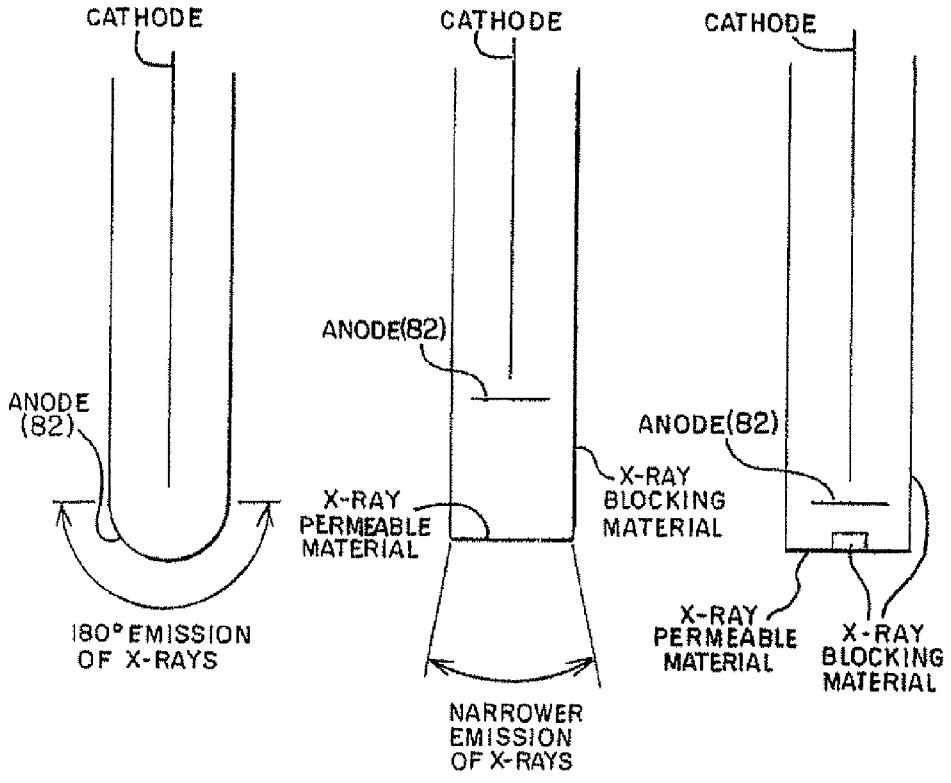 CATHODE
ANODE
(82)
180° EMISSION
OF X-RAYS
CATHODE
ANODE(82)
X-RAY
PERMEABLE
MATERIAL
X-RAY
BLOCKING
MATERIAL
NARROWER
EMISSION
OF X-RAYS
CATHODE
ANODE(82)
X-RAY
PERMEABLE
MATERIAL
X-RAY
BLOCKING
MATERIAL